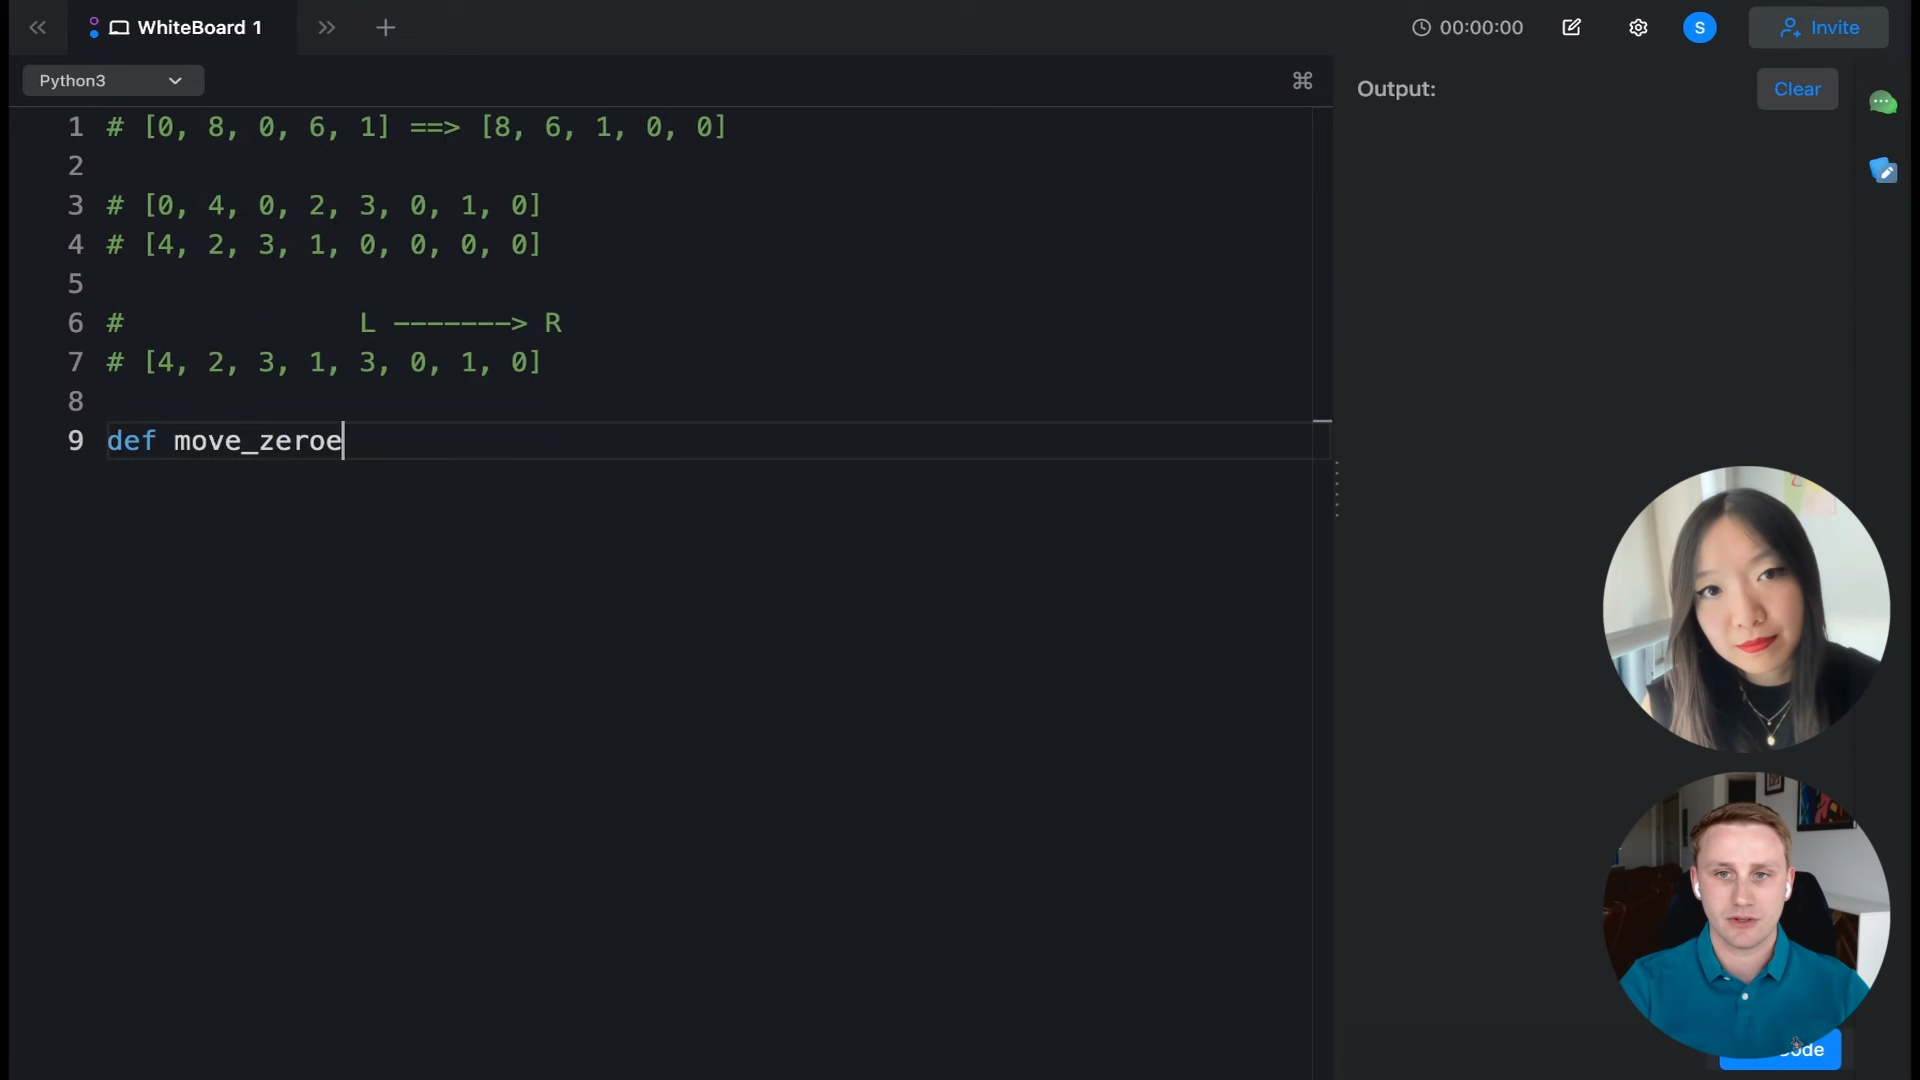 WhiteBoard 1
00:00:00
S
Invite
Python3
Output:
Clear
1 # [0, 8, 0, 6, 1] ==> [8, 6, 1, 0, 0]
2
3 # [0, 4, 0, 2, 3, 0, 1, 0]
4 # [4, 2, 3, 1, 0, 0, 0, 0]
5
6 # L -------> R
7 # [4, 2, 3, 1, 3, 0, 1, 0]
8
9 def move_zeroe